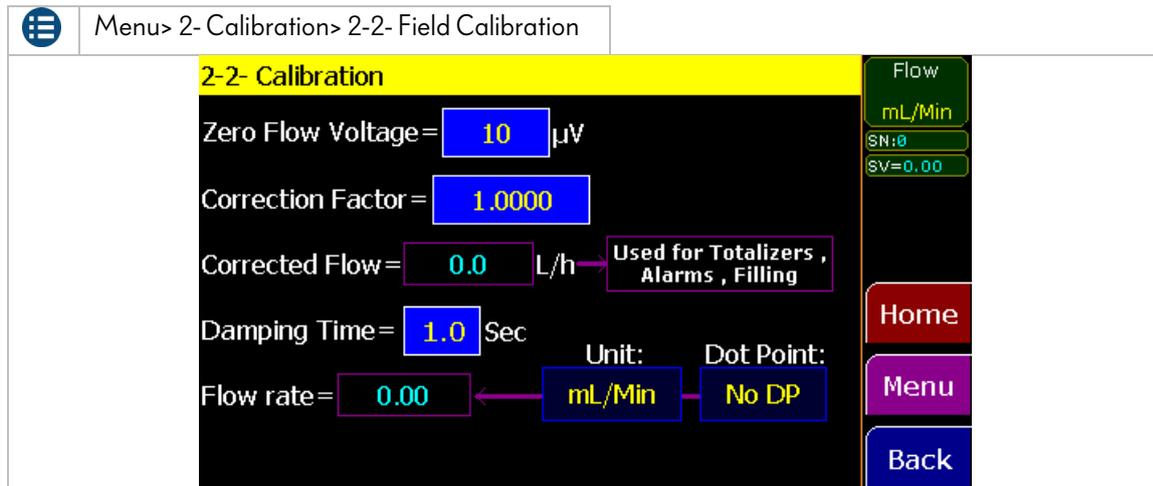 Menu> 2- Calibration> 2-2- Field Calibration
2-2- Calibration
Zero Flow Voltage= 10 µV
Correction Factor= 1.0000
Corrected Flow= 0.0 L/h Used for Totalizers ,
Alarms , Filling
Damping Time= 1.0 Sec
Unit: Dot Point:
Flow rate= 0.00 mL/Min No DP
Flow
mL/Min
SN:0
SV=0.00
Home
Menu
Back